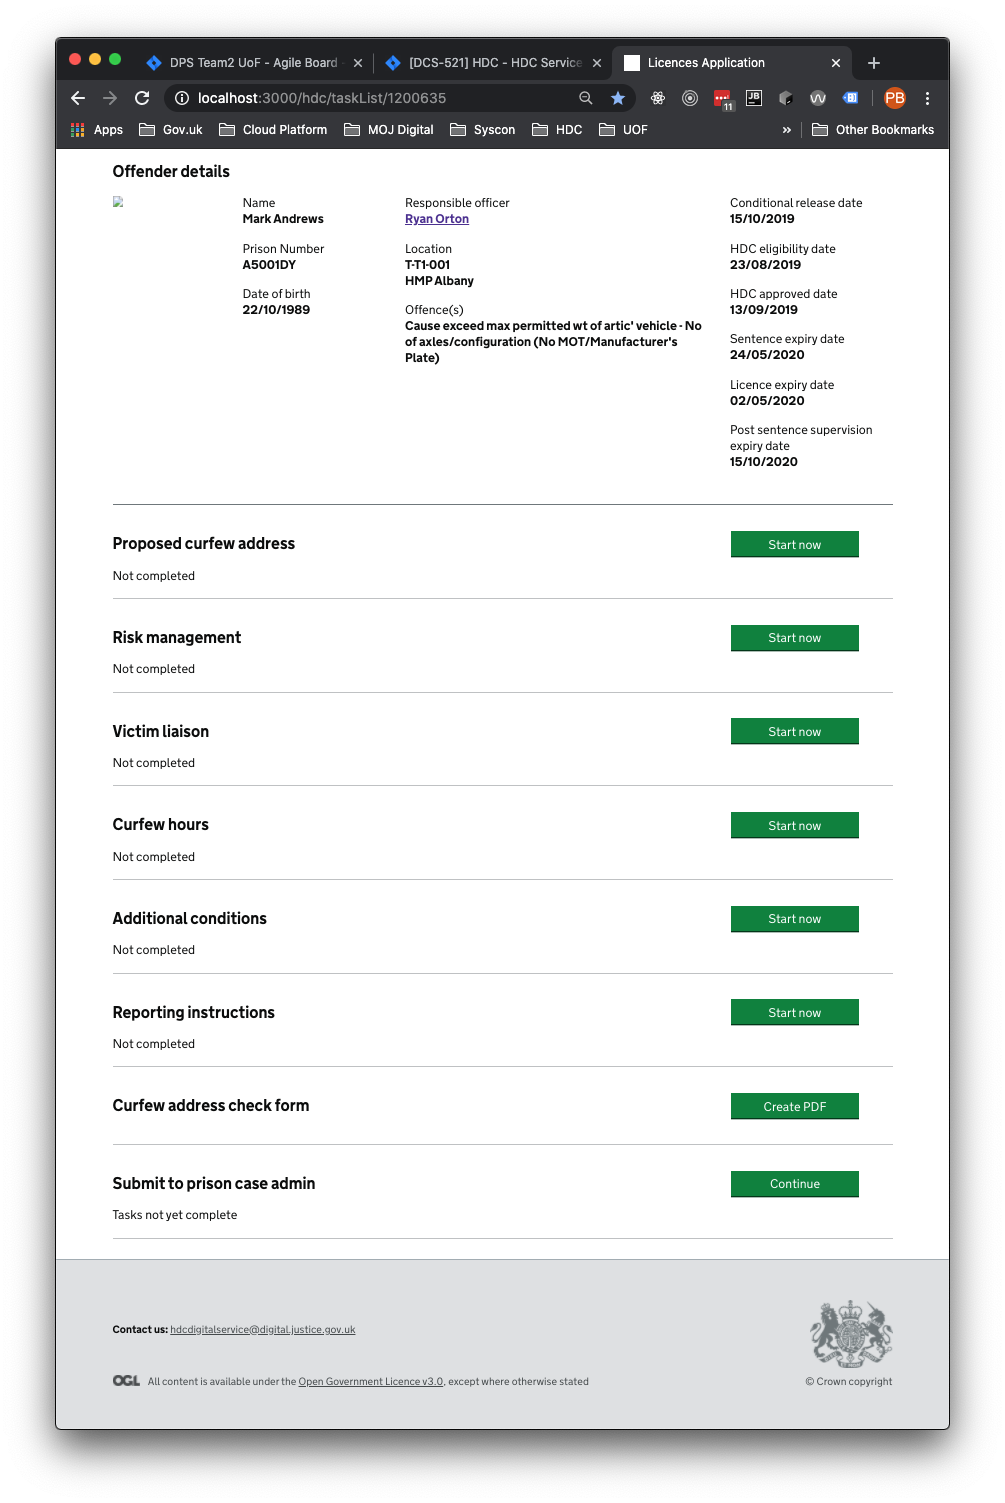 DPS Team2 UoF - Agile Board -
[DCS-521] HDC - HDC Service
Licences Application
localhost:3000/hdc/taskList/1200635
11
JB
PB
Apps
Gov.uk
Cloud Platform
MOJ Digital
Syscon
HDC
UOF
»
Other Bookmarks
Offender details
Name
Mark Andrews
Prison Number
A5001DY
Date of birth
22/10/1989
Responsible officer
Ryan Orton
Location
T-T1-001
HMP Albany
Offence(s)
Cause exceed max permitted wt of artic' vehicle - No
of axles/configuration (No MOT/Manufacturer's
Plate)
Conditional release date
15/10/2019
HDC eligibility date
23/08/2019
HDC approved date
13/09/2019
Sentence expiry date
24/05/2020
Licence expiry date
02/05/2020
Post sentence supervision
expiry date
15/10/2020
Proposed curfew address
Start now
Not completed
Risk management
Start now
Not completed
Victim liaison
Start now
Not completed
Curfew hours
Start now
Not completed
Additional conditions
Start now
Not completed
Reporting instructions
Start now
Not completed
Curfew address check form
Create PDF
Submit to prison case admin
Continue
Tasks not yet complete
Contact us: hdcdigitalservice@digital.justice.gov.uk
OGL All content is available under the Open Government Licence v3.0, except where otherwise stated
© Crown copyright